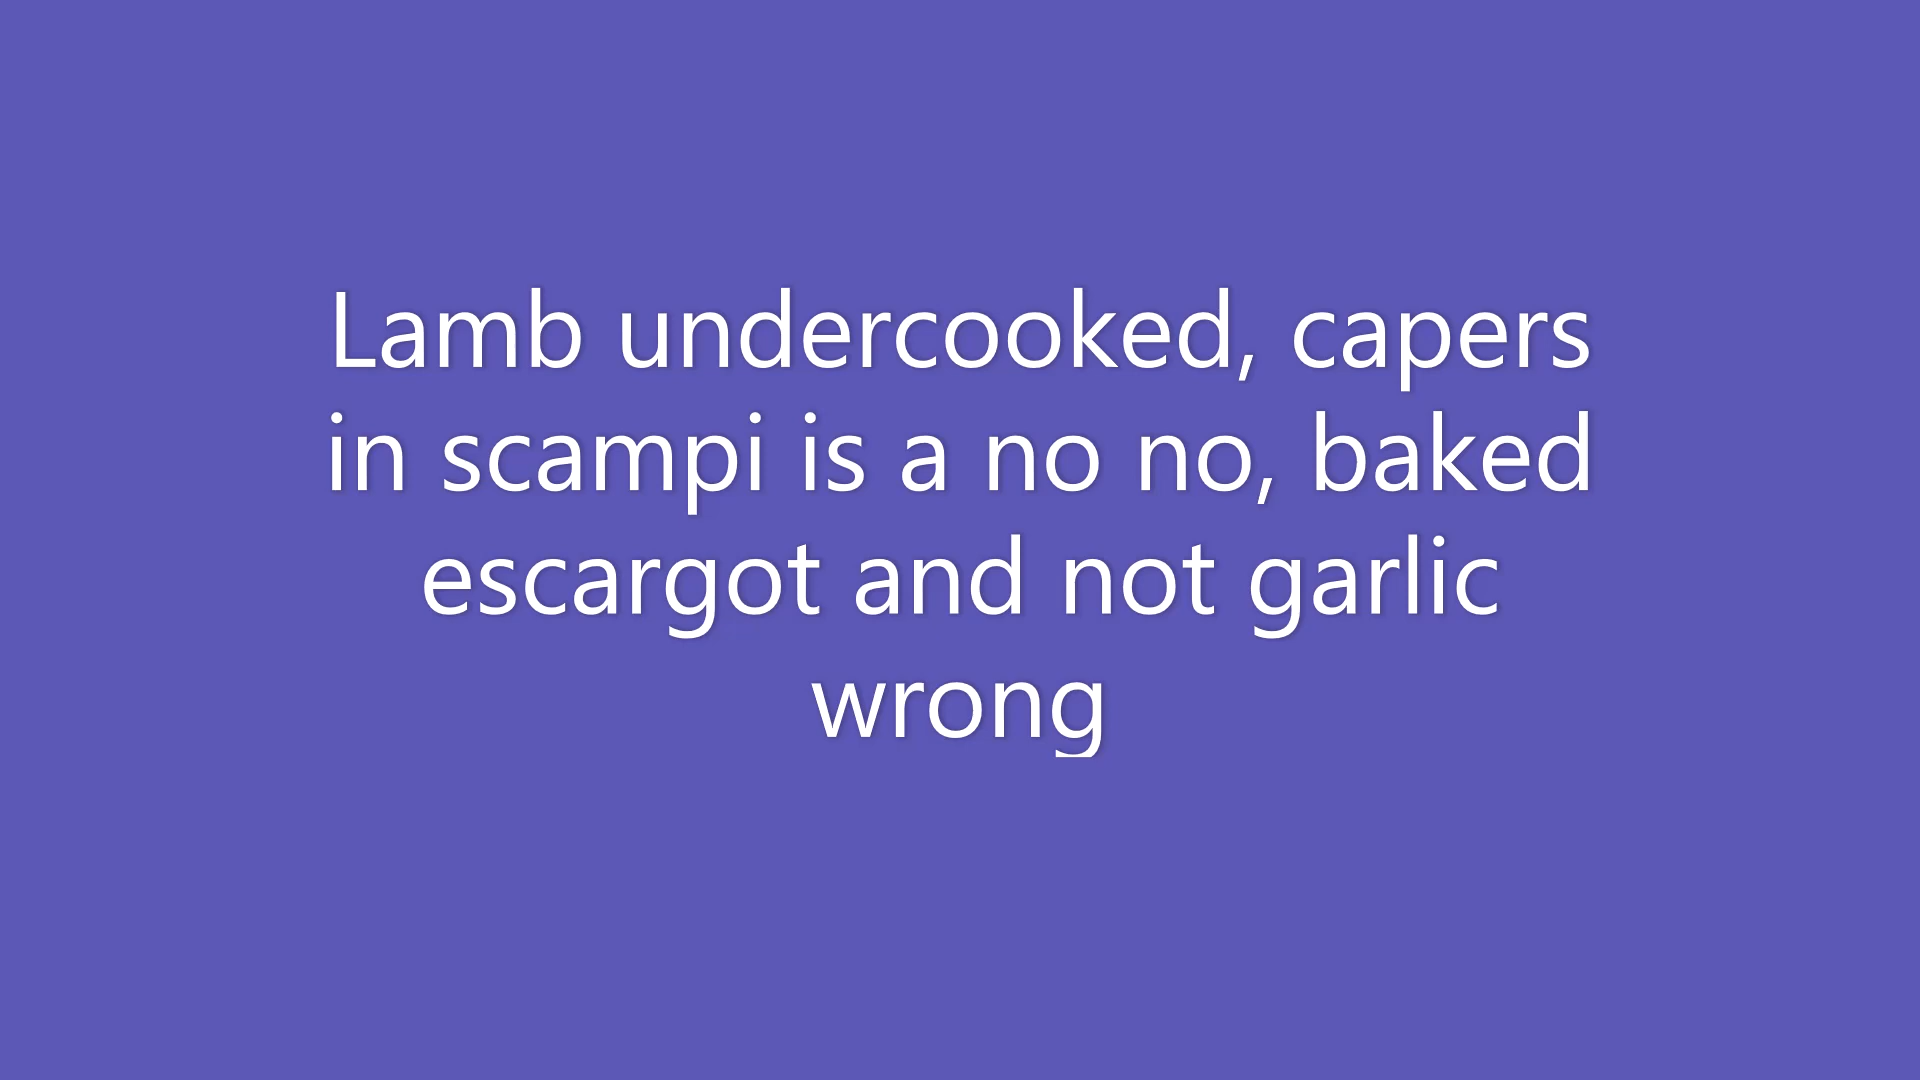 Lamb undercooked, capers
in scampi is a no no, baked
escargot and not garlic
wrong